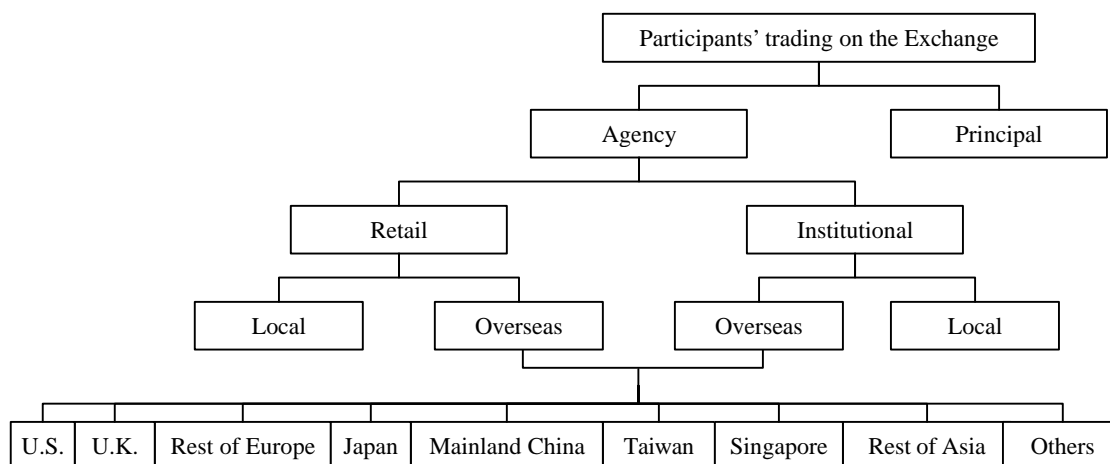 Participants’ trading on the Exchange
Agency
Principal
Retail
Institutional
Local
Overseas
Overseas
Local
U.S.
U.K.
Rest of Europe
Japan
Mainland China
Taiwan
Singapore
Rest of Asia
Others